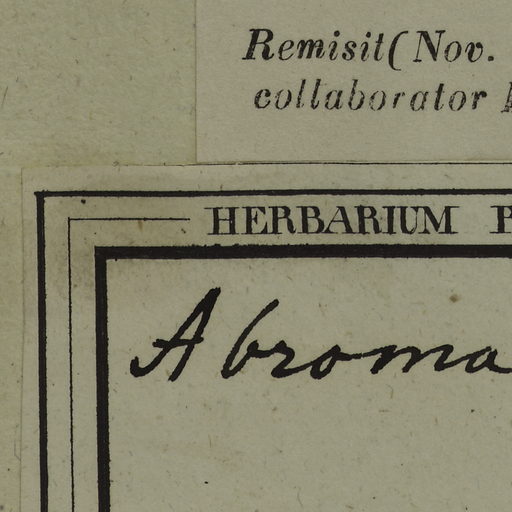 Remisit (Nov.
collaborator
HERBARIUM
Abroma